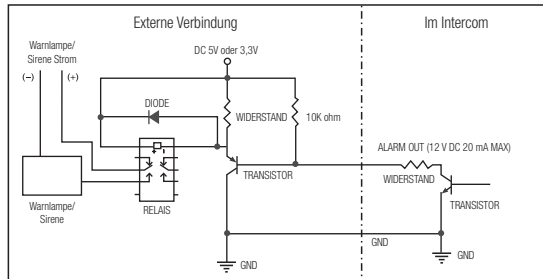 Externe Verbindung
Im Intercom
Warnlampe/
Sirene Strom
(–)
(+)
DC 5V oder 3,3V
DIODE
WIDERSTAND
10K ohm
ALARM OUT (12 V DC 20 mA MAX)
WIDERSTAND
TRANSISTOR
TRANSISTOR
RELAIS
Warnlampe/
Sirene
GND
GND
GND